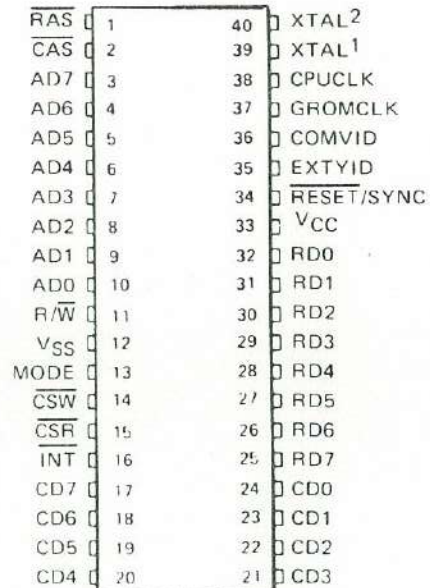 RAS 1 40 XTAL2
CAS 2 39 XTAL1
AD7 3 38 CPUCLK
AD6 4 37 GROMCLK
AD5 5 36 COMVID
AD4 6 35 EXTYID
AD3 7 34 RESET/SYNC
AD2 8 33 VCC
AD1 9 32 RD0
AD0 10 31 RD1
R/W 11 30 RD2
VSS 12 29 RD3
MODE 13 28 RD4
CSW 14 27 RD5
CSR 15 26 RD6
INT 16 25 RD7
CD7 17 24 CD0
CD6 18 23 CD1
CD5 19 22 CD2
CD4 20 21 CD3